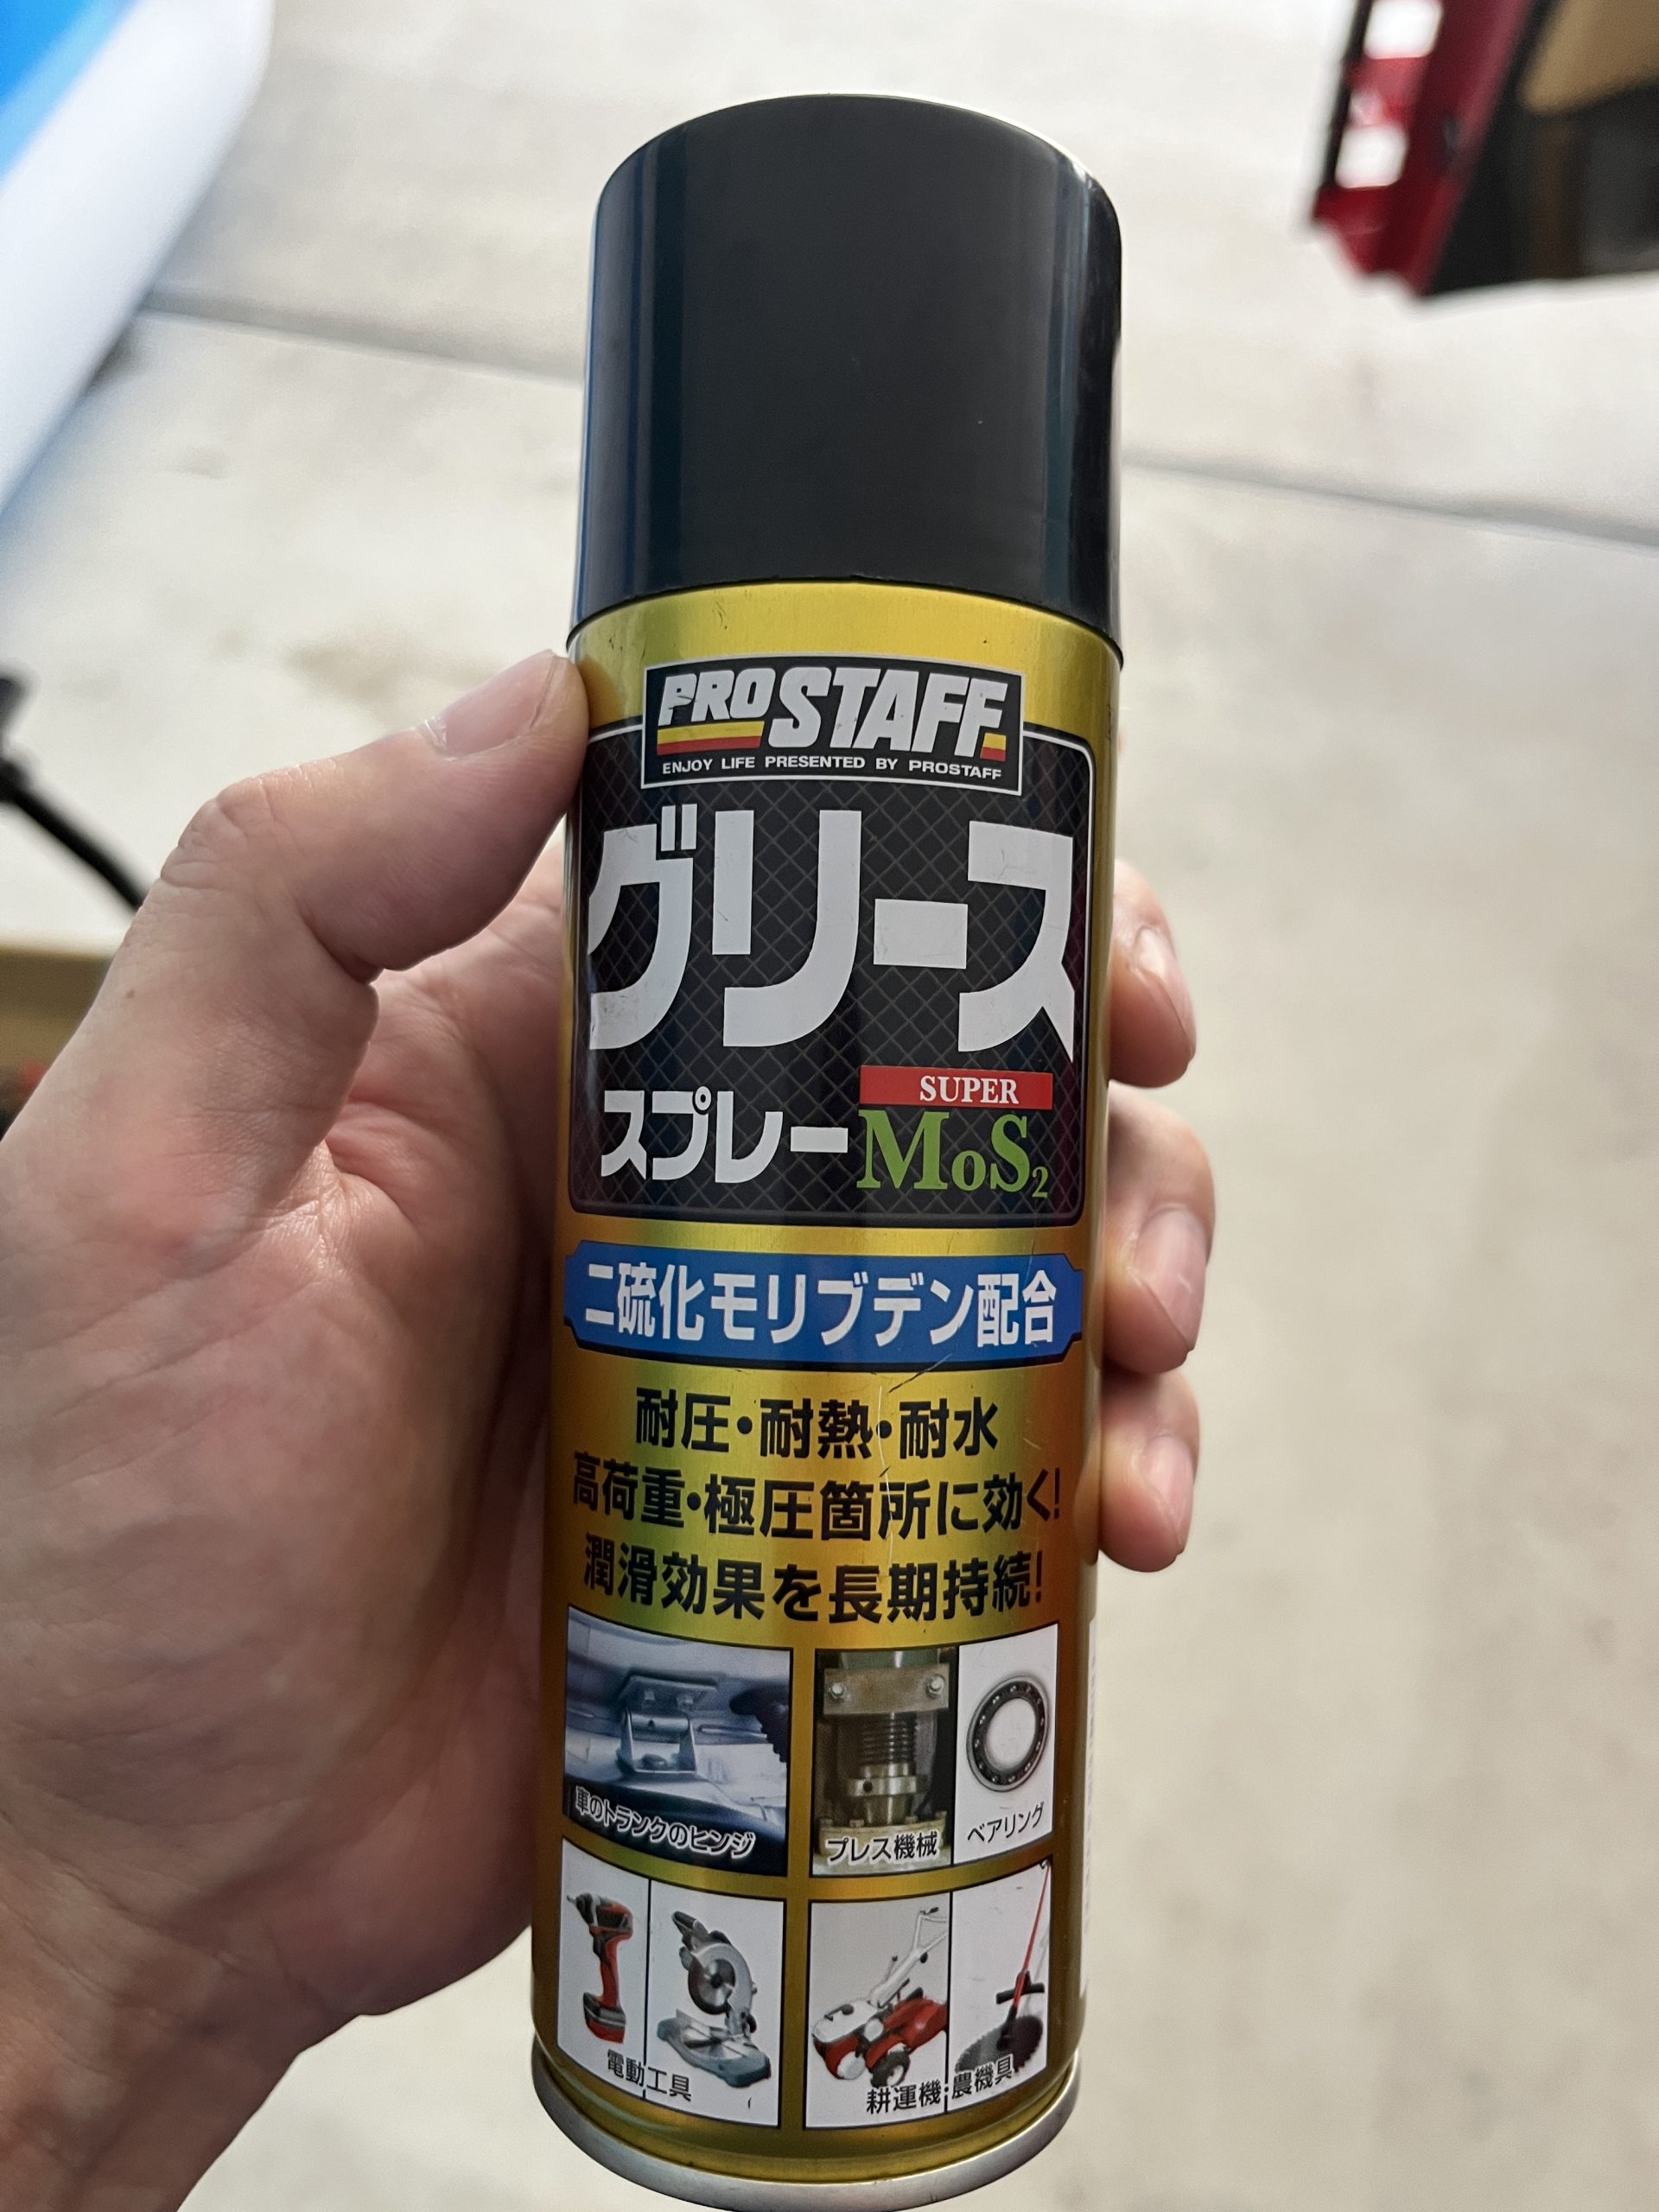 PROSTAFF
ENJOY LIFE PRESENTED BY PROSTAFF
グリース
スプレー
SUPER
MoS₂
二硫化モリブデン配合
耐圧・耐熱・耐水
高荷重・極圧箇所に効く!
潤滑効果を長期持続!
車のトランクのヒンジ
プレス機械
ベアリング
電動工具
耕運機・農機具